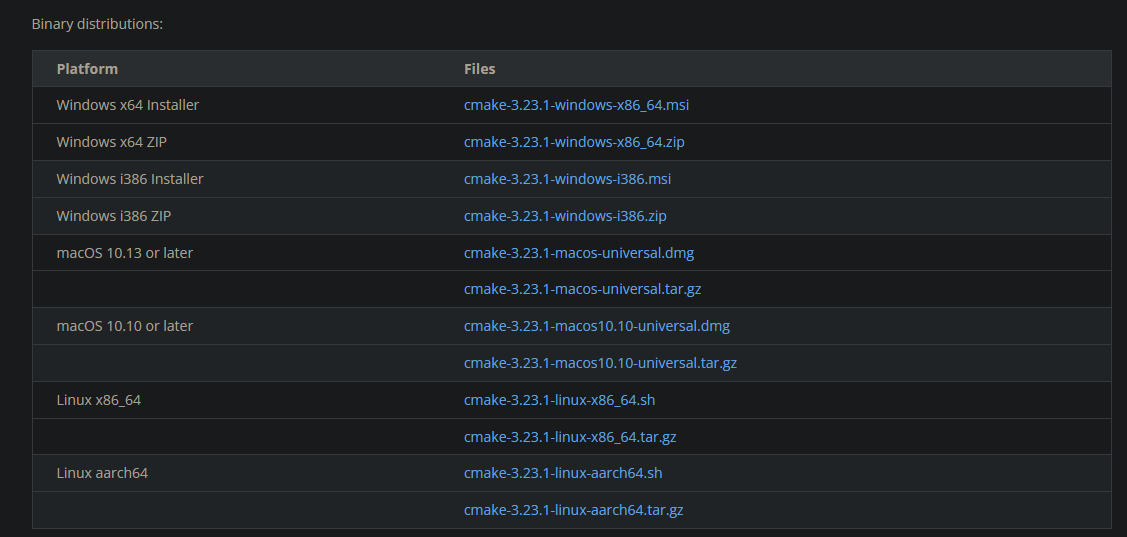 Binary distributions:
Platform Files
Windows x64 Installer cmake-3.23.1-windows-x86_64.msi
Windows x64 ZIP cmake-3.23.1-windows-x86_64.zip
Windows i386 Installer cmake-3.23.1-windows-i386.msi
Windows i386 ZIP cmake-3.23.1-windows-i386.zip
macOS 10.13 or later cmake-3.23.1-macos-universal.dmg
cmake-3.23.1-macos-universal.tar.gz
macOS 10.10 or later cmake-3.23.1-macos10.10-universal.dmg
cmake-3.23.1-macos10.10-universal.tar.gz
Linux x86_64 cmake-3.23.1-linux-x86_64.sh
cmake-3.23.1-linux-x86_64.tar.gz
Linux aarch64 cmake-3.23.1-linux-aarch64.sh
cmake-3.23.1-linux-aarch64.tar.gz